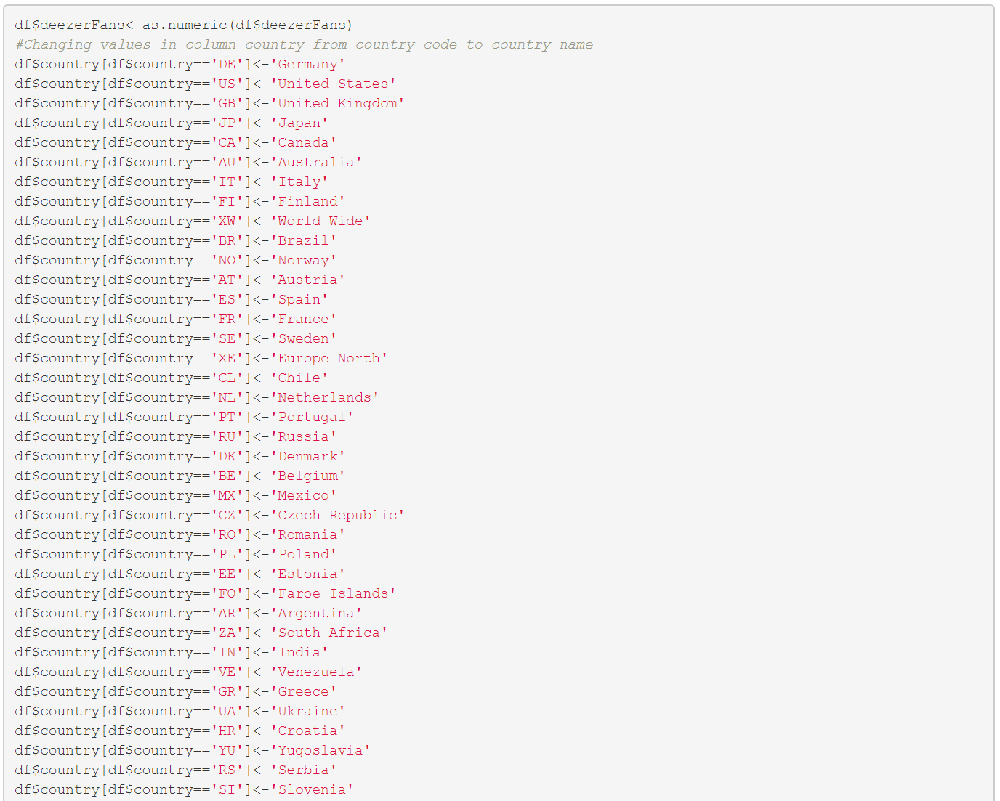 df$deezerFans<-as.numeric(df$deezerFans)
#Changing values in column country from country code to country name
df$country[df$country=='DE']<-'Germany'
df$country[df$country=='US']<-'United States'
df$country[df$country=='GB']<-'United Kingdom'
df$country[df$country=='JP']<-'Japan'
df$country[df$country=='CA']<-'Canada'
df$country[df$country=='AU']<-'Australia'
df$country[df$country=='IT']<-'Italy'
df$country[df$country=='FI']<-'Finland'
df$country[df$country=='XW']<-'World Wide'
df$country[df$country=='BR']<-'Brazil'
df$country[df$country=='NO']<-'Norway'
df$country[df$country=='AT']<-'Austria'
df$country[df$country=='ES']<-'Spain'
df$country[df$country=='FR']<-'France'
df$country[df$country=='SE']<-'Sweden'
df$country[df$country=='XE']<-'Europe North'
df$country[df$country=='CL']<-'Chile'
df$country[df$country=='NL']<-'Netherlands'
df$country[df$country=='PT']<-'Portugal'
df$country[df$country=='RU']<-'Russia'
df$country[df$country=='DK']<-'Denmark'
df$country[df$country=='BE']<-'Belgium'
df$country[df$country=='MX']<-'Mexico'
df$country[df$country=='CZ']<-'Czech Republic'
df$country[df$country=='RO']<-'Romania'
df$country[df$country=='PL']<-'Poland'
df$country[df$country=='EE']<-'Estonia'
df$country[df$country=='FO']<-'Faroe Islands'
df$country[df$country=='AR']<-'Argentina'
df$country[df$country=='ZA']<-'South Africa'
df$country[df$country=='IN']<-'India'
df$country[df$country=='VE']<-'Venezuela'
df$country[df$country=='GR']<-'Greece'
df$country[df$country=='UA']<-'Ukraine'
df$country[df$country=='HR']<-'Croatia'
df$country[df$country=='YU']<-'Yugoslavia'
df$country[df$country=='RS']<-'Serbia'
df$country[df$country=='SI']<-'Slovenia'